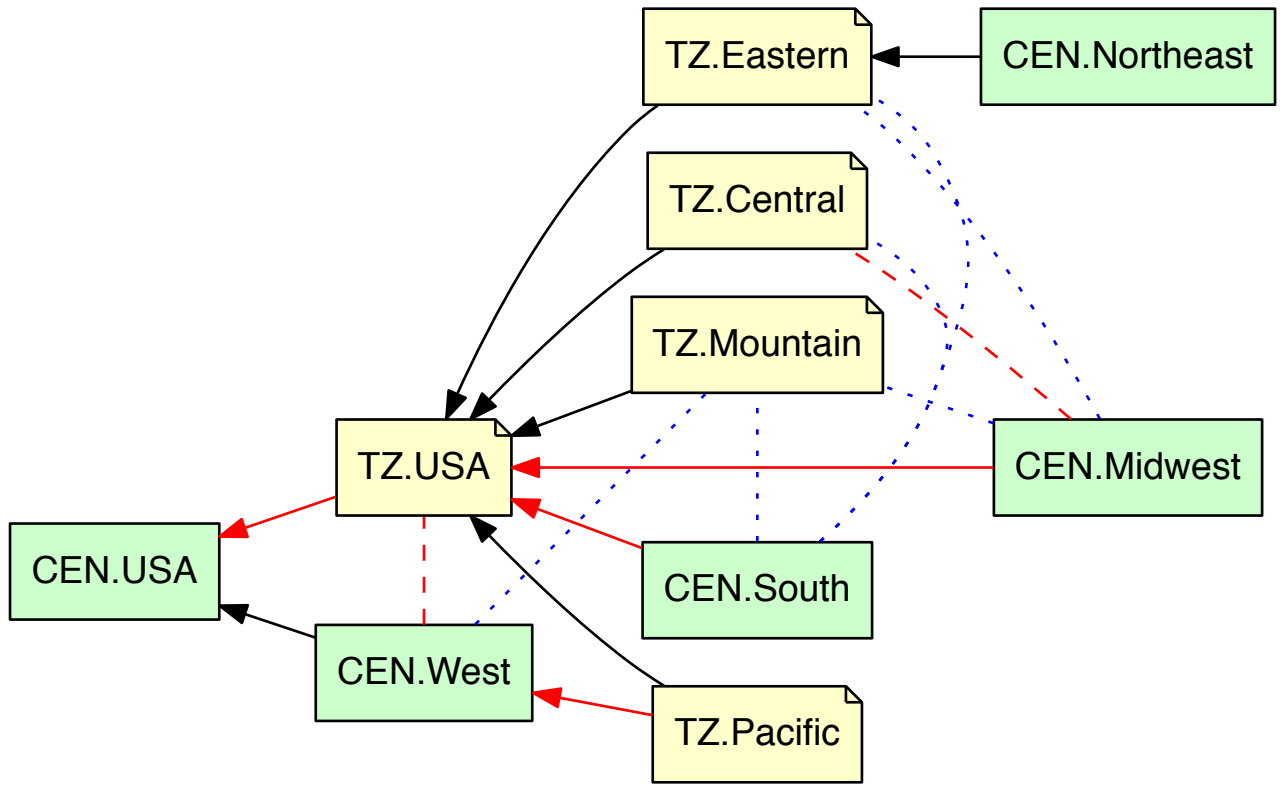 TZ.Eastern
CEN.Northeast
TZ.Central
TZ.Mountain
TZ.USA
CEN.Midwest
CEN.USA
CEN.South
CEN.West
TZ.Pacific